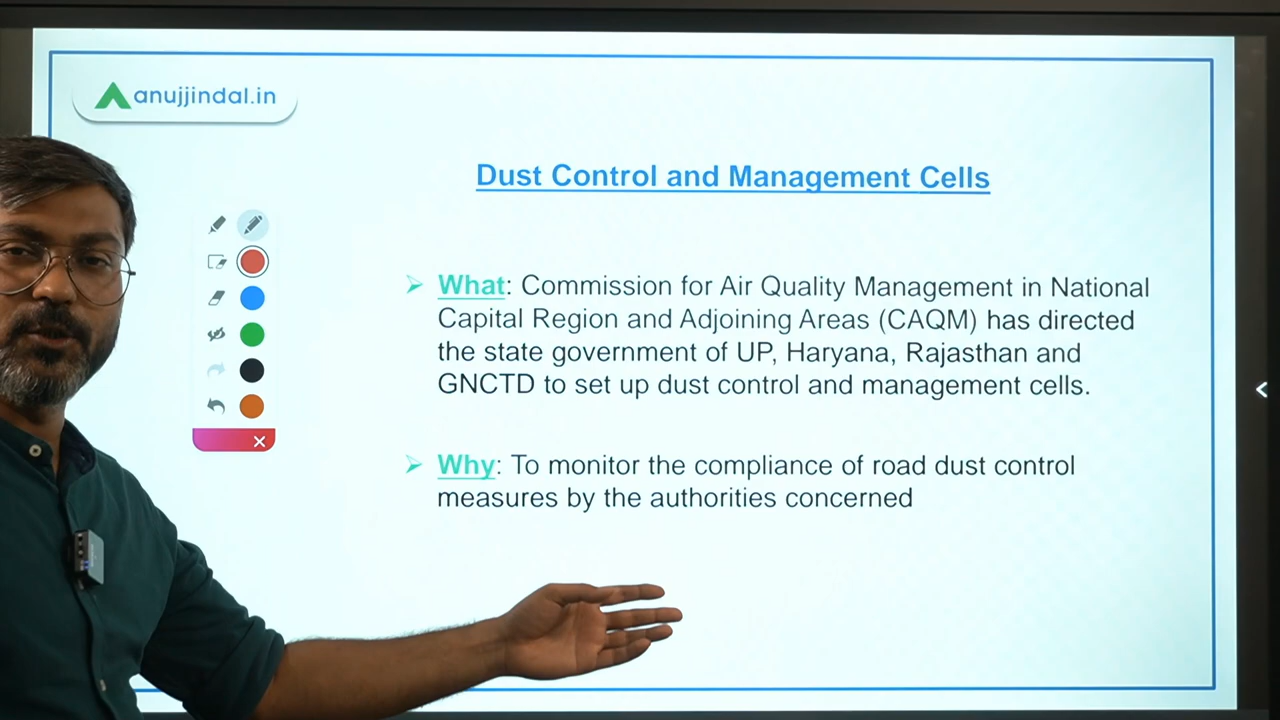 anujjindal.in
Dust Control and Management Cells
➢ What: Commission for Air Quality Management in National
Capital Region and Adjoining Areas (CAQM) has directed
the state government of UP, Haryana, Rajasthan and
GNCTD to set up dust control and management cells.
➢ Why: To monitor the compliance of road dust control
measures by the authorities concerned